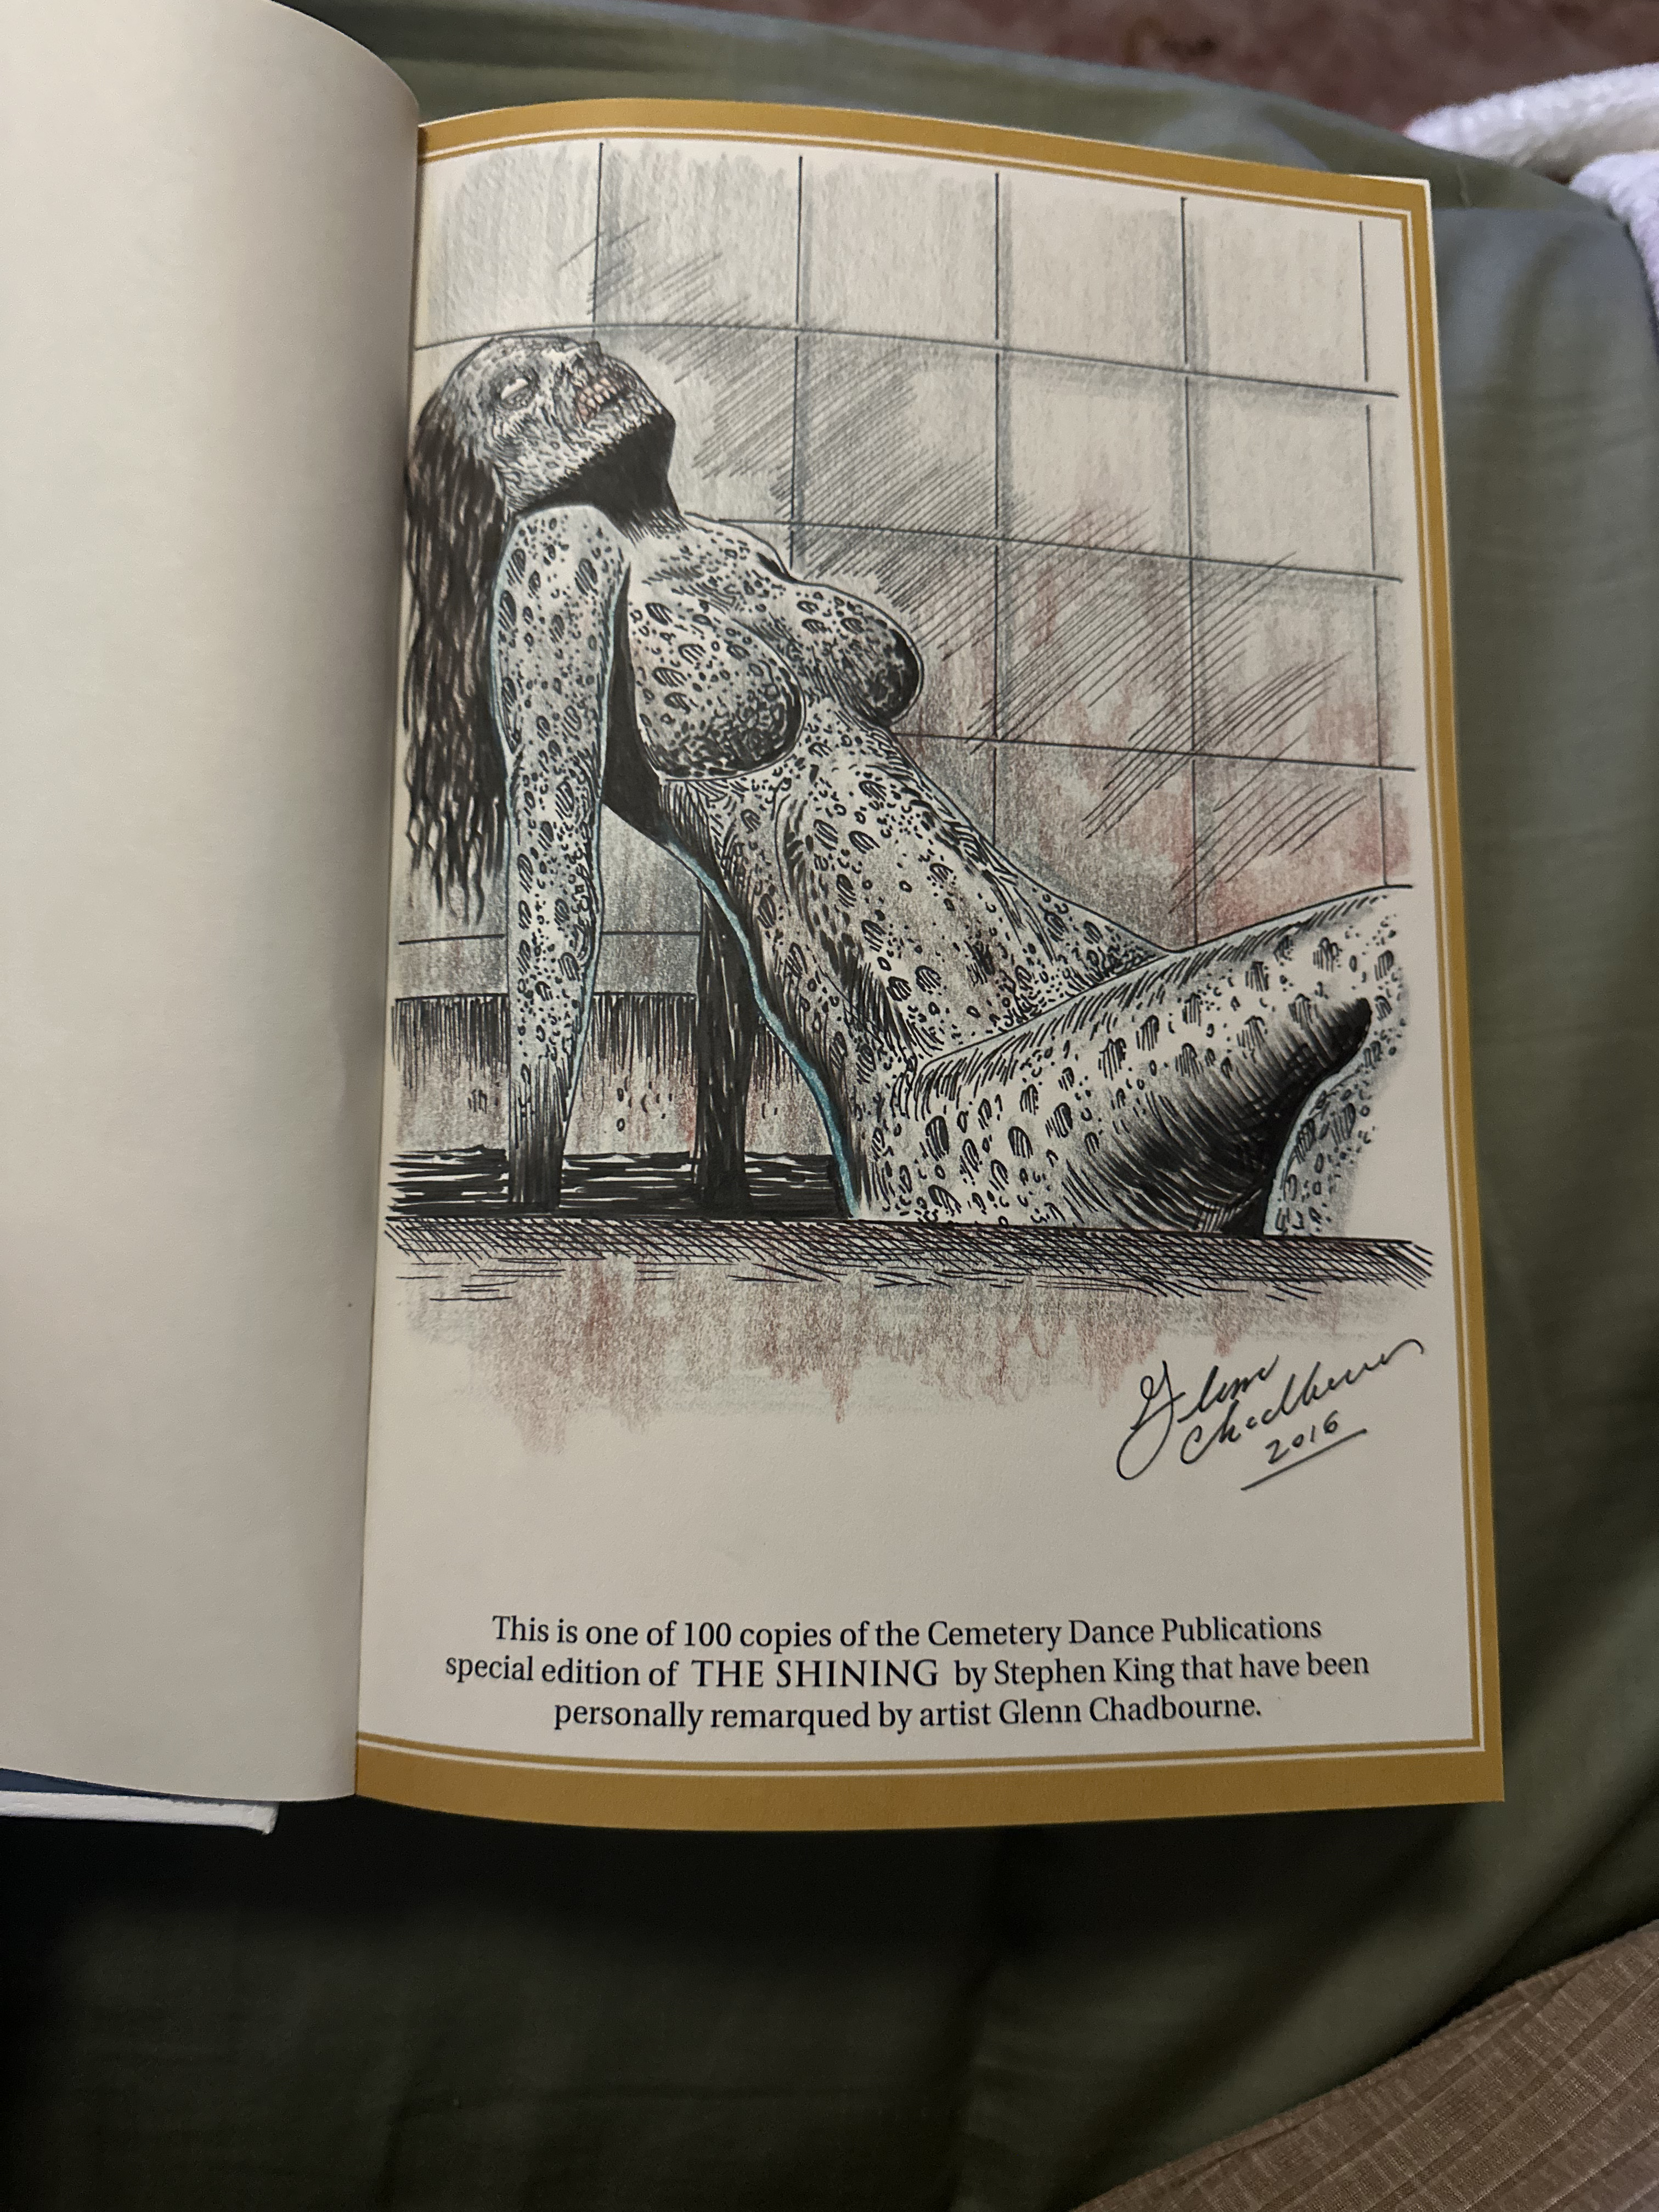 Glenn
Chadbourne
2016
This is one of 100 copies of the Cemetery Dance Publications
special edition of THE SHINING by Stephen King that have been
personally remarqued by artist Glenn Chadbourne.